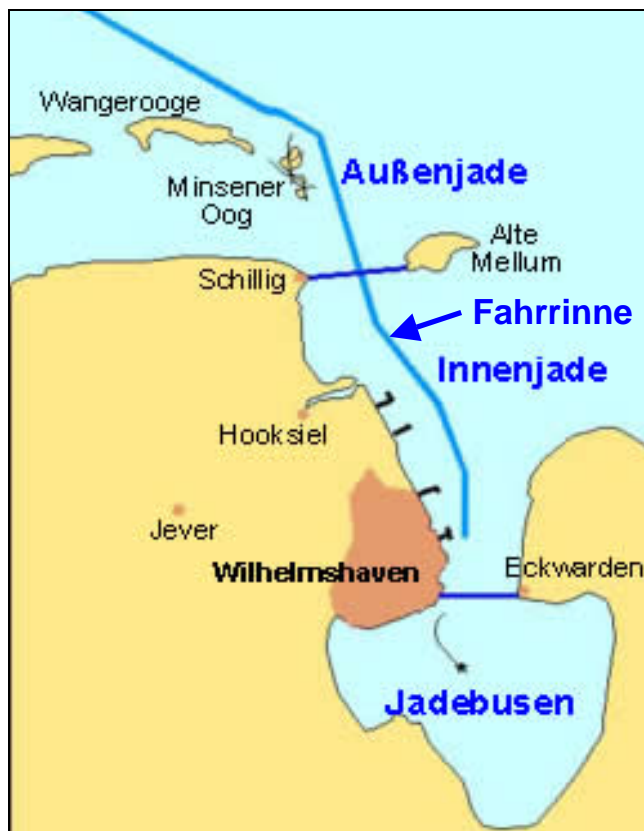 Wangerooge
Außenjade
Minsener
Oog
Alte
Mellum
Schillig
Fahrrinne
Innenjade
Hooksiel
Jever
Wilhelmshaven
Eckwarden
Jadebusen